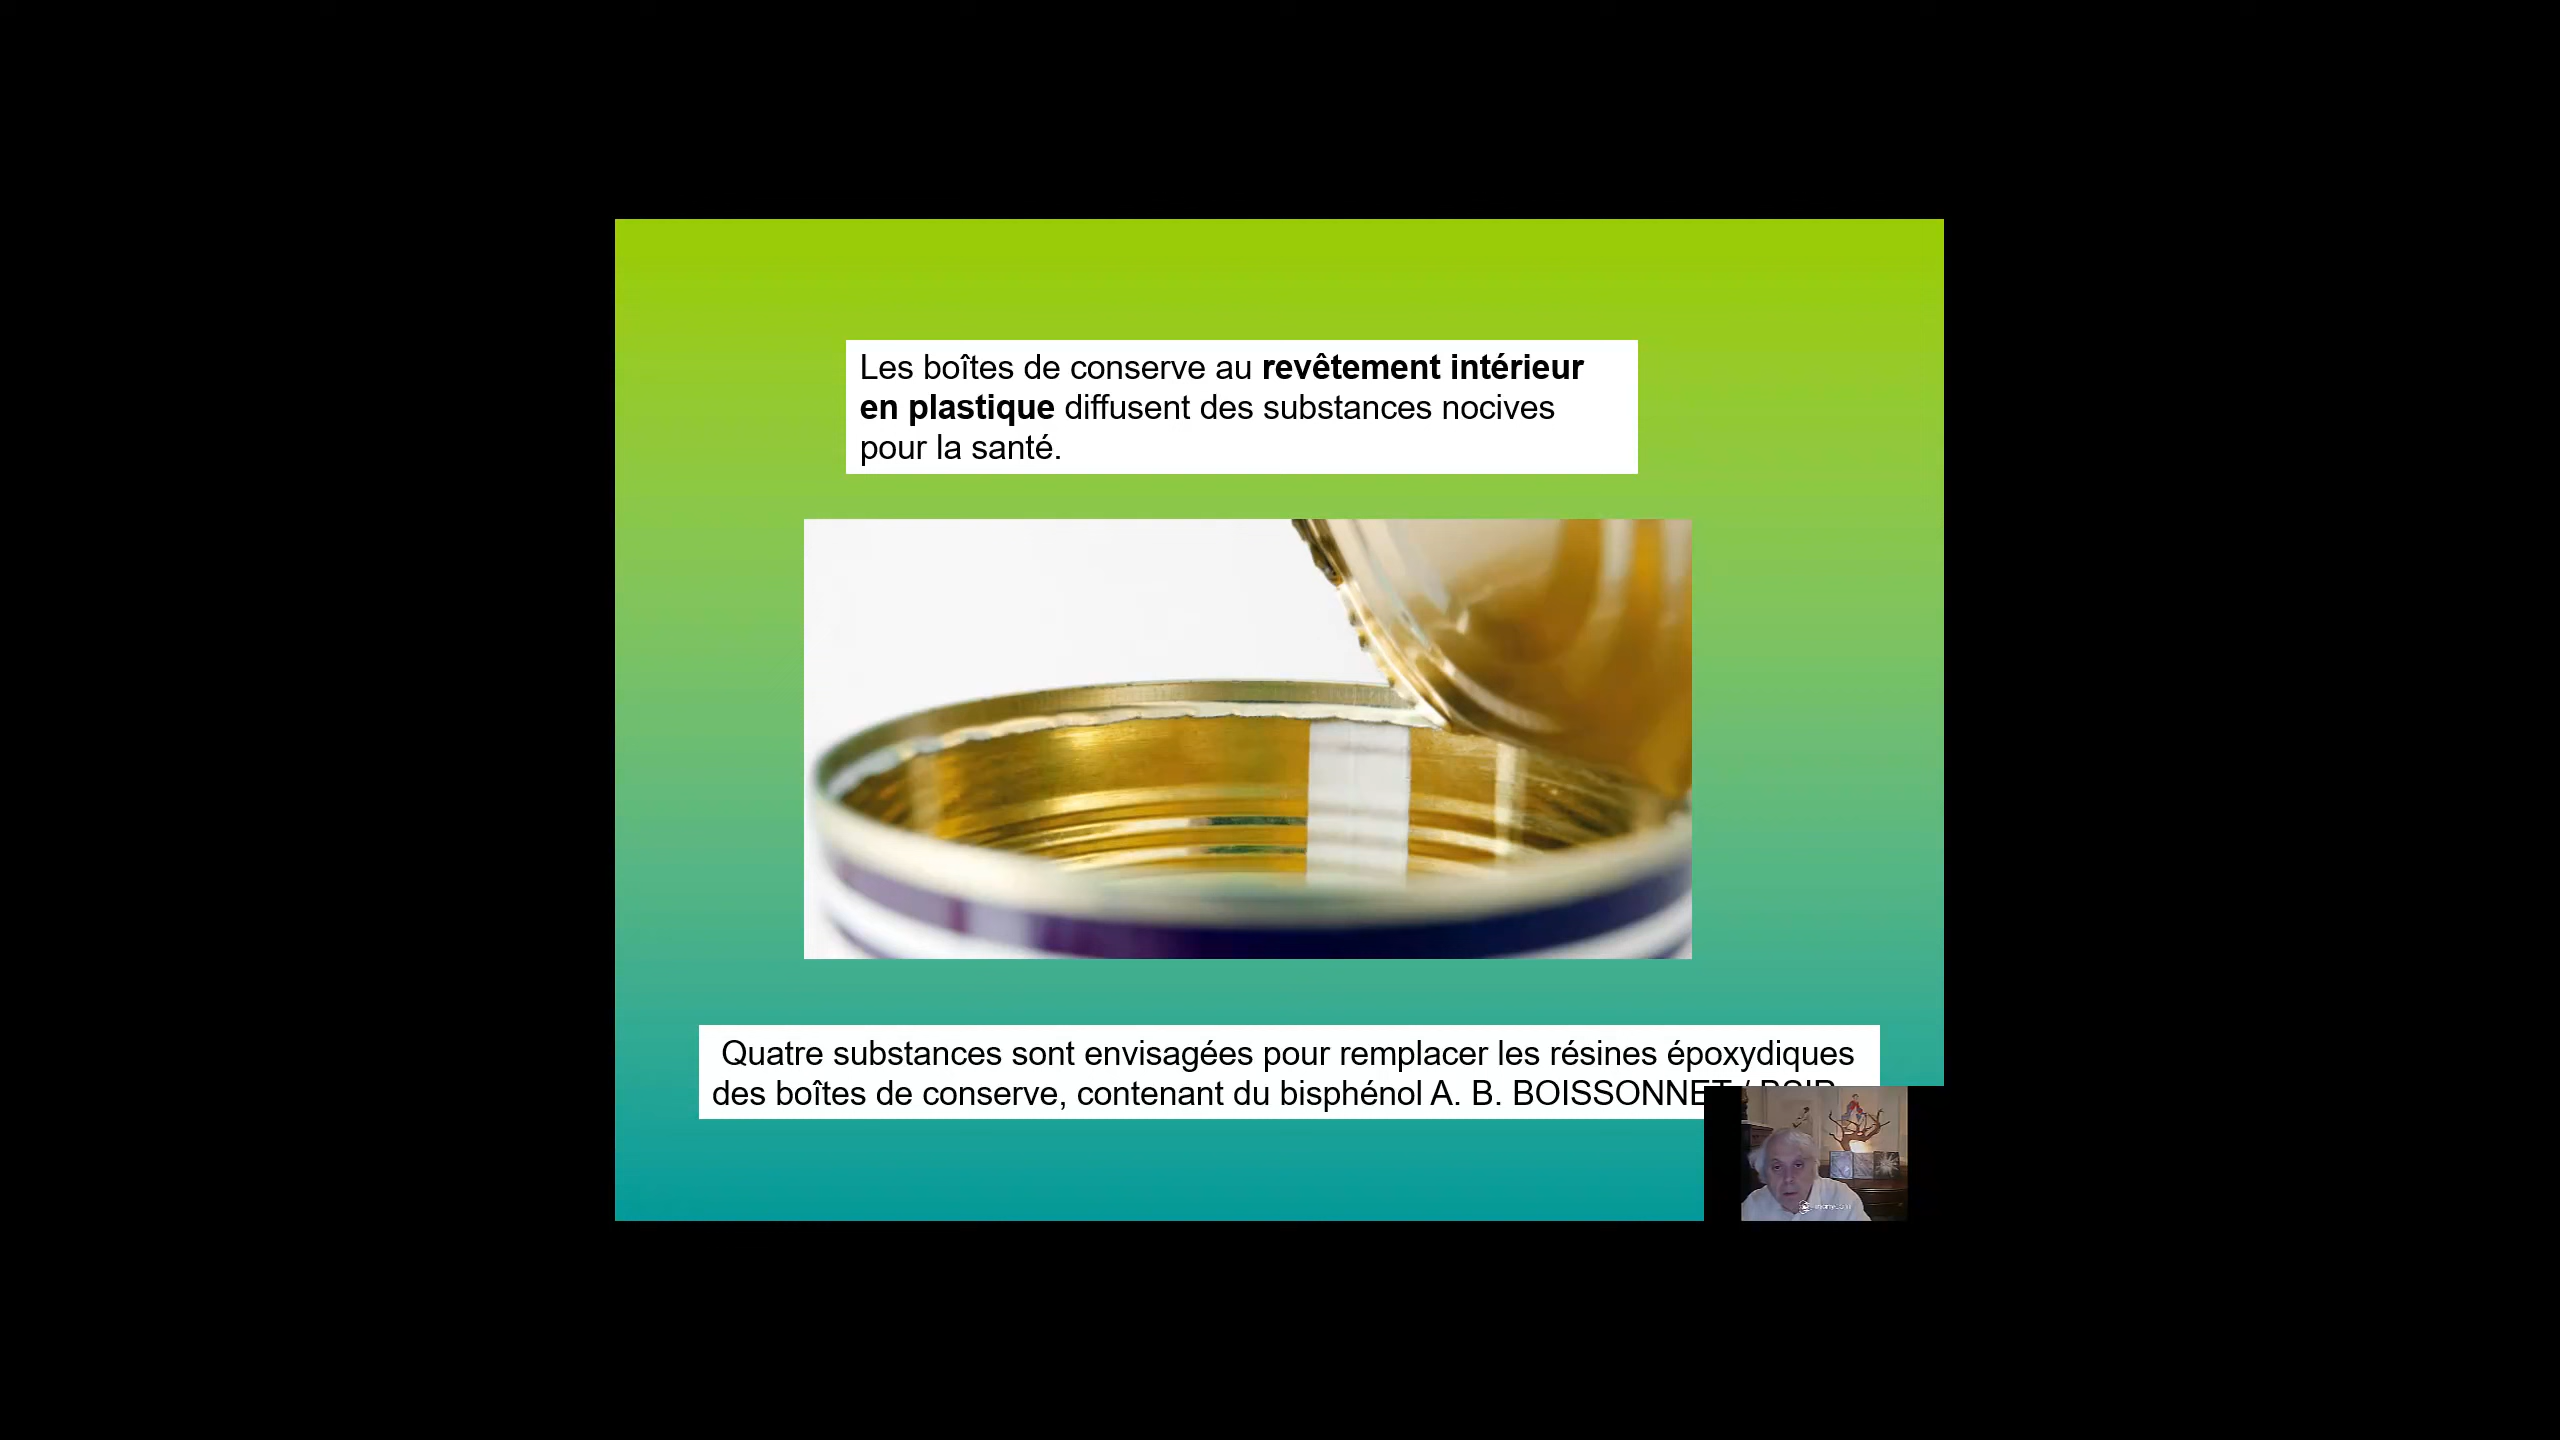 Les boîtes de conserve au revêtement intérieur
en plastique diffusent des substances nocives
pour la santé.
Quatre substances sont envisagées pour remplacer les résines époxydiques
des boîtes de conserve, contenant du bisphénol A. B. BOISSONNET /